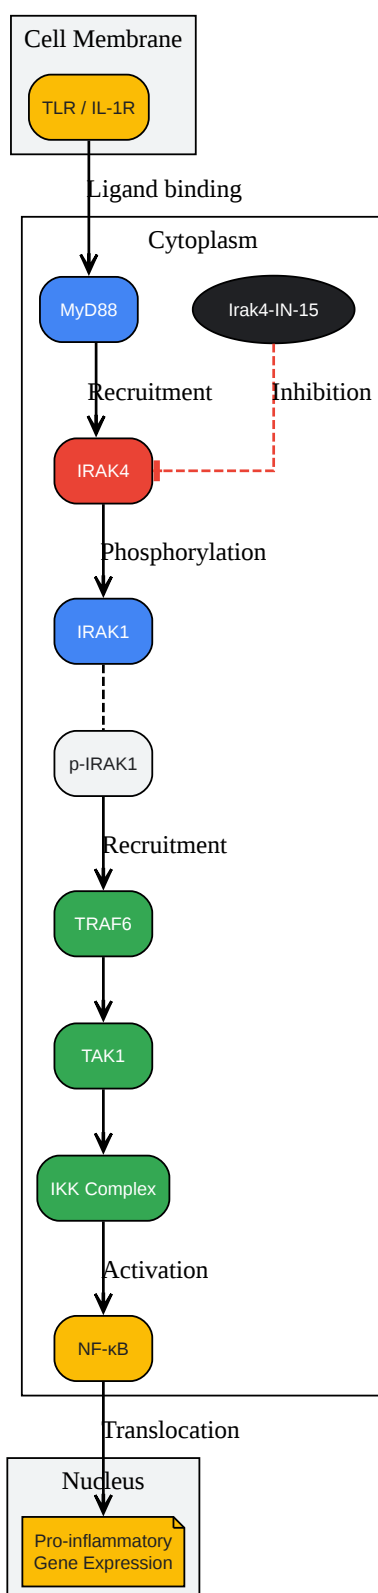 Cell Membrane
TLR / IL-1R
Ligand binding
Cytoplasm
MyD88
Irak4-IN-15
Recruitment
Inhibition
IRAK4
Phosphorylation
IRAK1
p-IRAK1
Recruitment
TRAF6
TAK1
IKK Complex
Activation
NF-κB
Translocation
Nucleus
Pro-inflammatory
Gene Expression